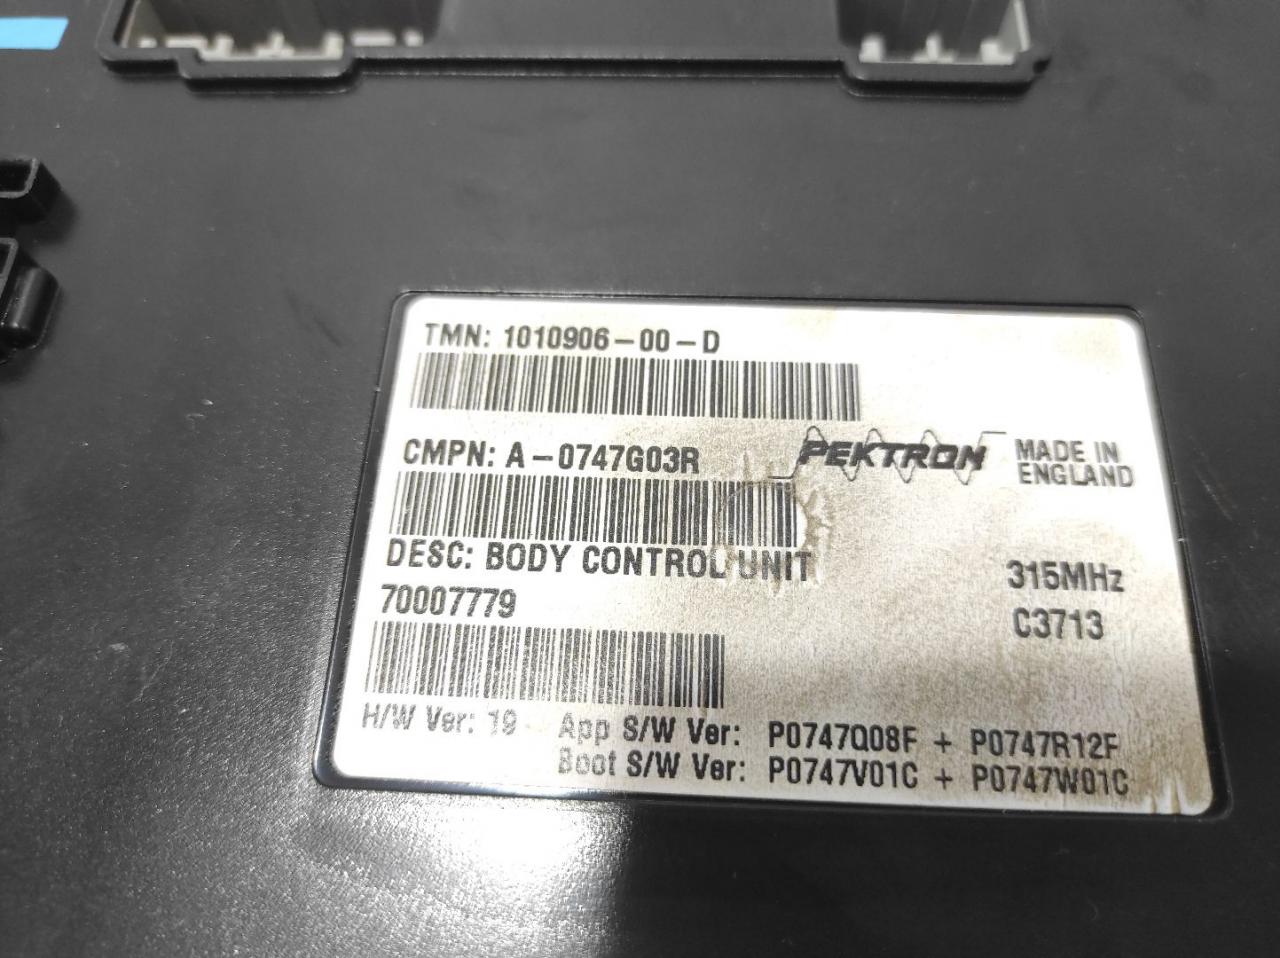 TMN: 1010906-00-D
CMPN: A-0747G03R
PEKTRON
MADE IN
ENGLAND
DESC: BODY CONTROL UNIT
315MHz
70007779
C3713
H/W Ver: 19 App S/W Ver: P0747Q08F + P0747R12F
Boot S/W Ver: P0747V01C + P0747W01C